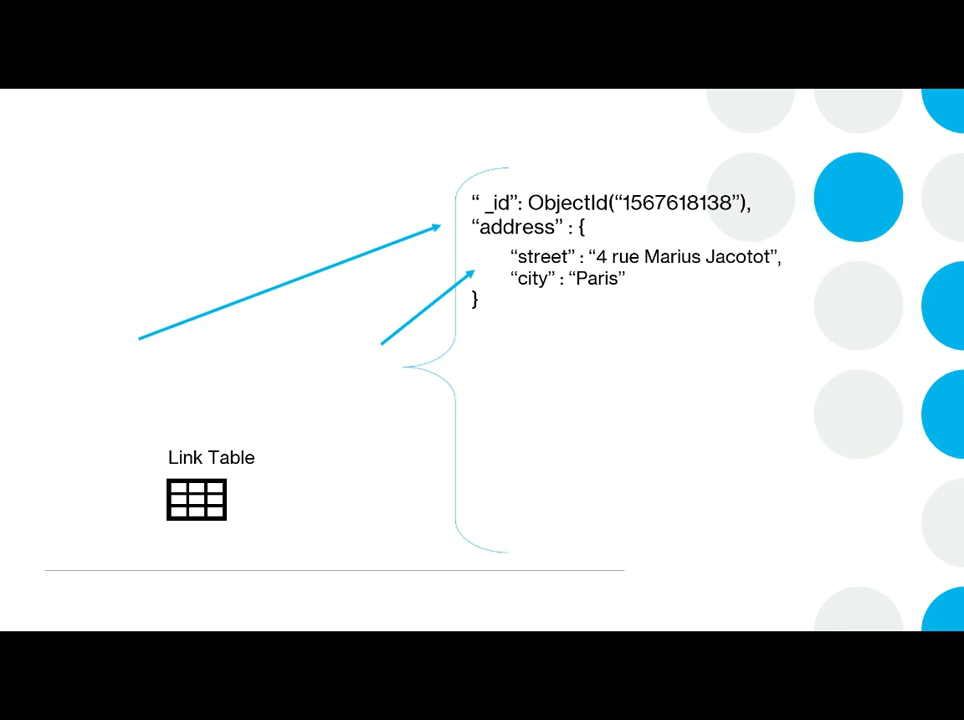 “ _id”: ObjectId(“1567618138”),
“address” : {
“street” : “4 rue Marius Jacotot”,
“city” : “Paris”
}
Link Table